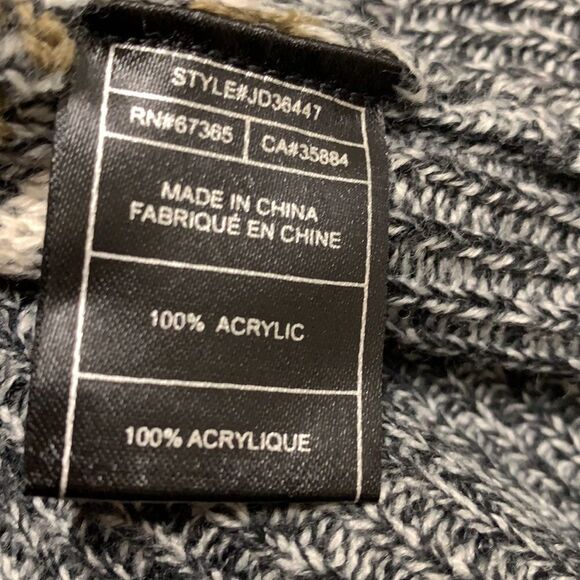 STYLE#JD36447
RN#67365 CA#35884
MADE IN CHINA
FABRIQUÉ EN CHINE
100% ACRYLIC
100% ACRYLIQUE